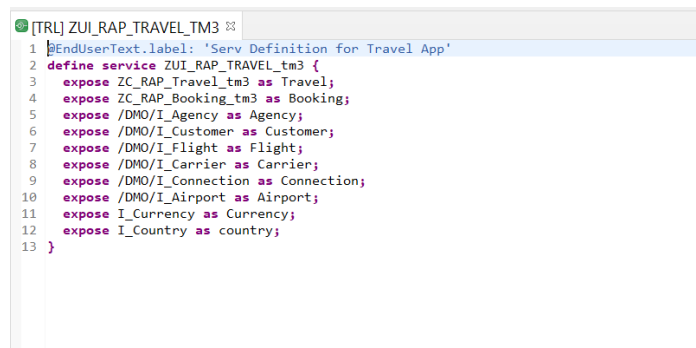 [TRL] ZUI_RAP_TRAVEL_TM3
1 @EndUserText.label: 'Serv Definition for Travel App'
2 define service ZUI_RAP_TRAVEL_tm3 {
3 expose ZC_RAP_Travel_tm3 as Travel;
4 expose ZC_RAP_Booking_tm3 as Booking;
5 expose /DMO/I_Agency as Agency;
6 expose /DMO/I_Customer as Customer;
7 expose /DMO/I_Flight as Flight;
8 expose /DMO/I_Carrier as Carrier;
9 expose /DMO/I_Connection as Connection;
10 expose /DMO/I_Airport as Airport;
11 expose I_Currency as Currency;
12 expose I_Country as country;
13 }